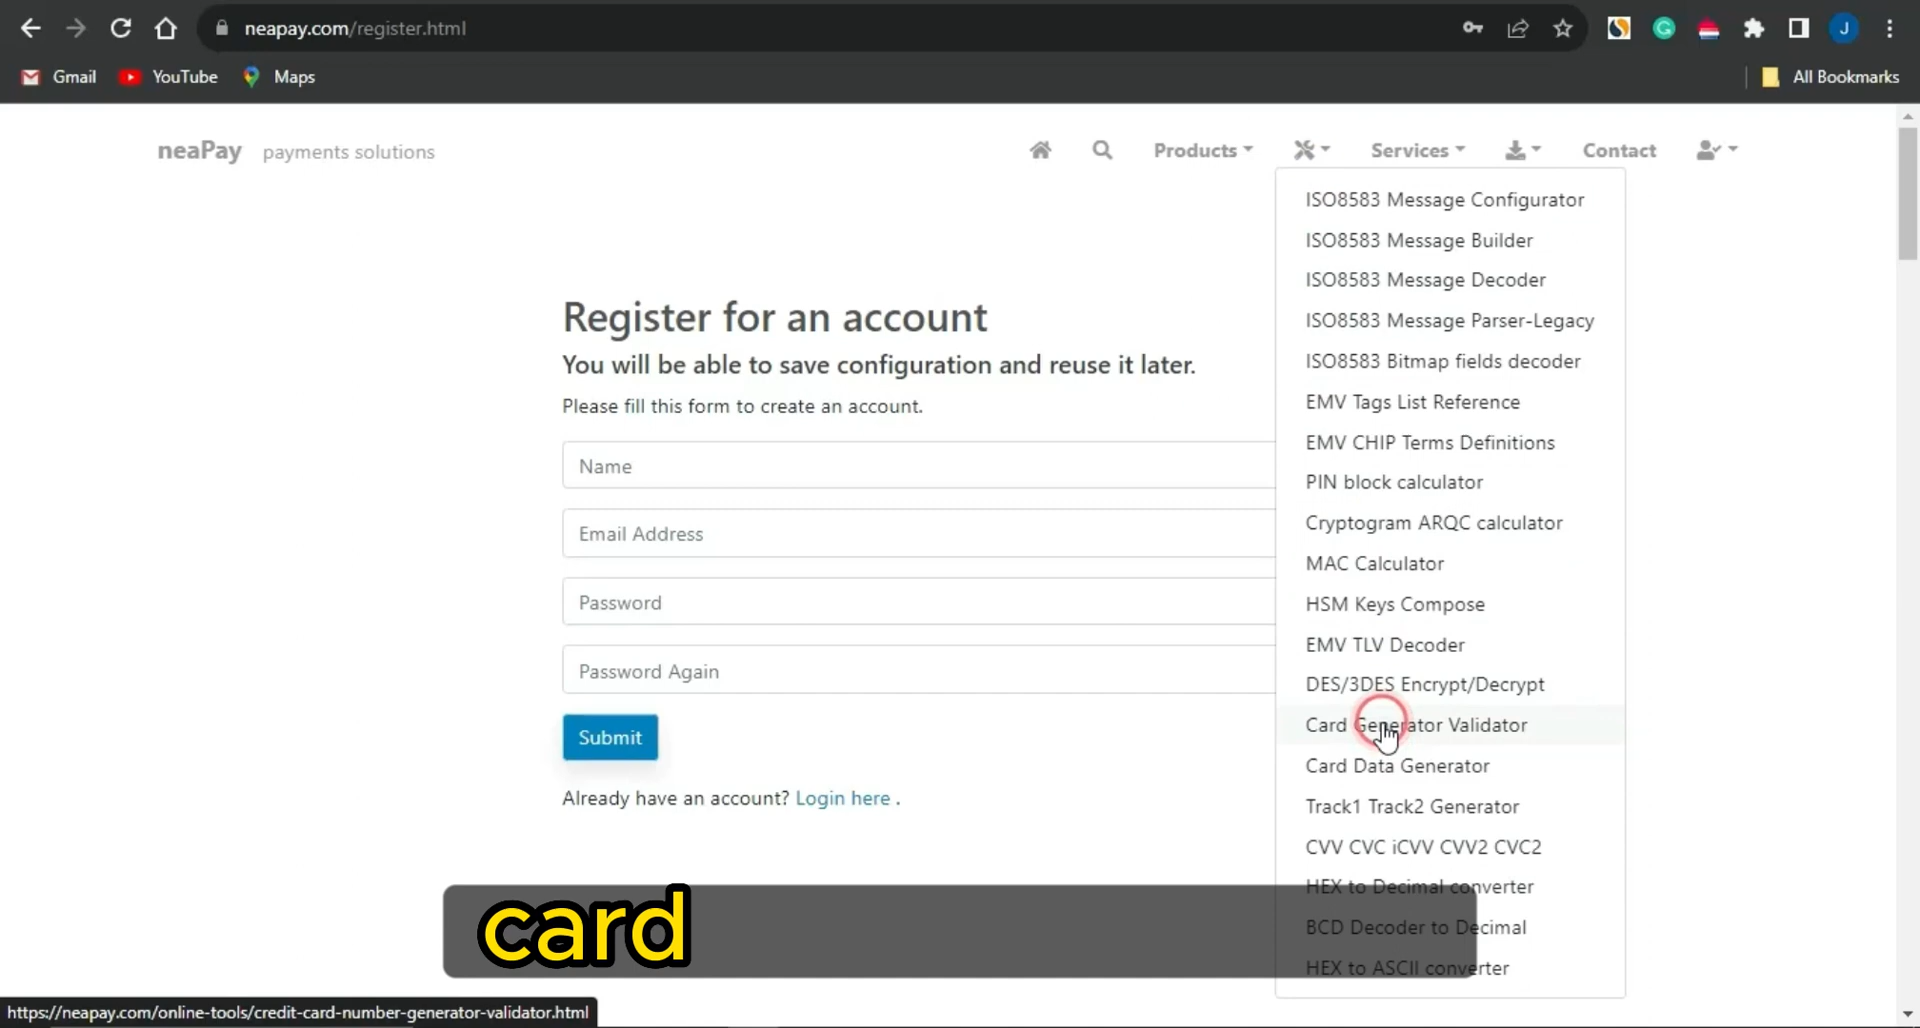 neapay.com/register.html
Gmail YouTube Maps All Bookmarks
neaPay payments solutions Products Services Contact
ISO8583 Message Configurator
ISO8583 Message Builder
ISO8583 Message Decoder
ISO8583 Message Parser-Legacy
ISO8583 Bitmap fields decoder
EMV Tags List Reference
EMV CHIP Terms Definitions
PIN block calculator
Cryptogram ARQC calculator
MAC Calculator
HSM Keys Compose
EMV TLV Decoder
DES/3DES Encrypt/Decrypt
Card Generator Validator
Card Data Generator
Track1 Track2 Generator
CVV CVC iCVV CVV2 CVC2
HEX to Decimal converter
BCD Decoder to Decimal
HEX to ASCII converter
Register for an account
You will be able to save configuration and reuse it later.
Please fill this form to create an account.
Name
Email Address
Password
Password Again
Submit
Already have an account? Login here .
card
https://neapay.com/online-tools/credit-card-number-generator-validator.html
J